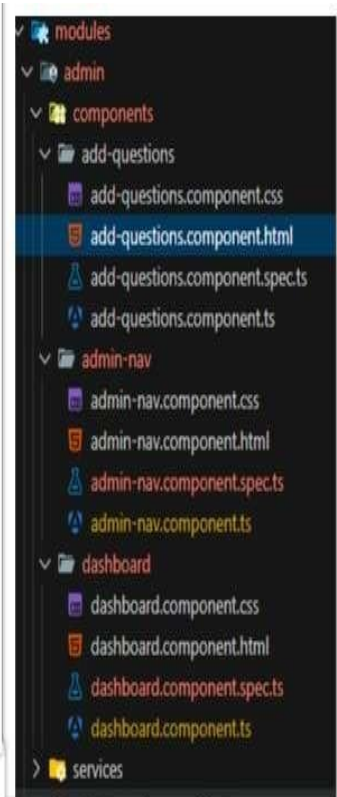 modules
admin
components
add-questions
add-questions.component.css
add-questions.component.html
add-questions.component.spec.ts
add-questions.component.ts
admin-nav
admin-nav.component.css
admin-nav.component.html
admin-nav.component.spec.ts
admin-nav.component.ts
dashboard
dashboard.component.css
dashboard.component.html
dashboard.component.spec.ts
dashboard.component.ts
services